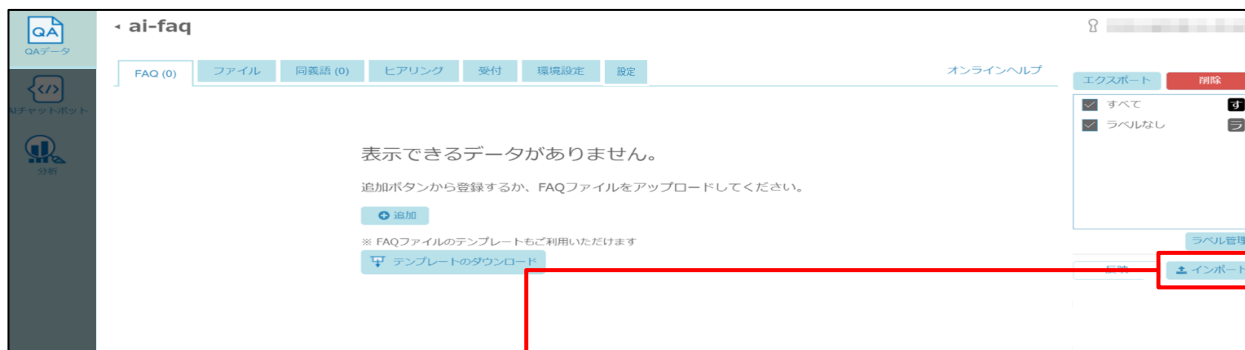 QA
QAデータ
AIチャットボット
分析
ai-faq
FAQ (0)
ファイル
同義語 (0)
ヒアリング
受付
環境設定
設定
オンラインヘルプ
エクスポート
削除
すべて
す
ラベルなし
ラ
表示できるデータがありません。
追加ボタンから登録するか、FAQファイルをアップロードしてください。
追加
※ FAQファイルのテンプレートもご利用いただけます
テンプレートのダウンロード
ラベル管理
反映
インポート